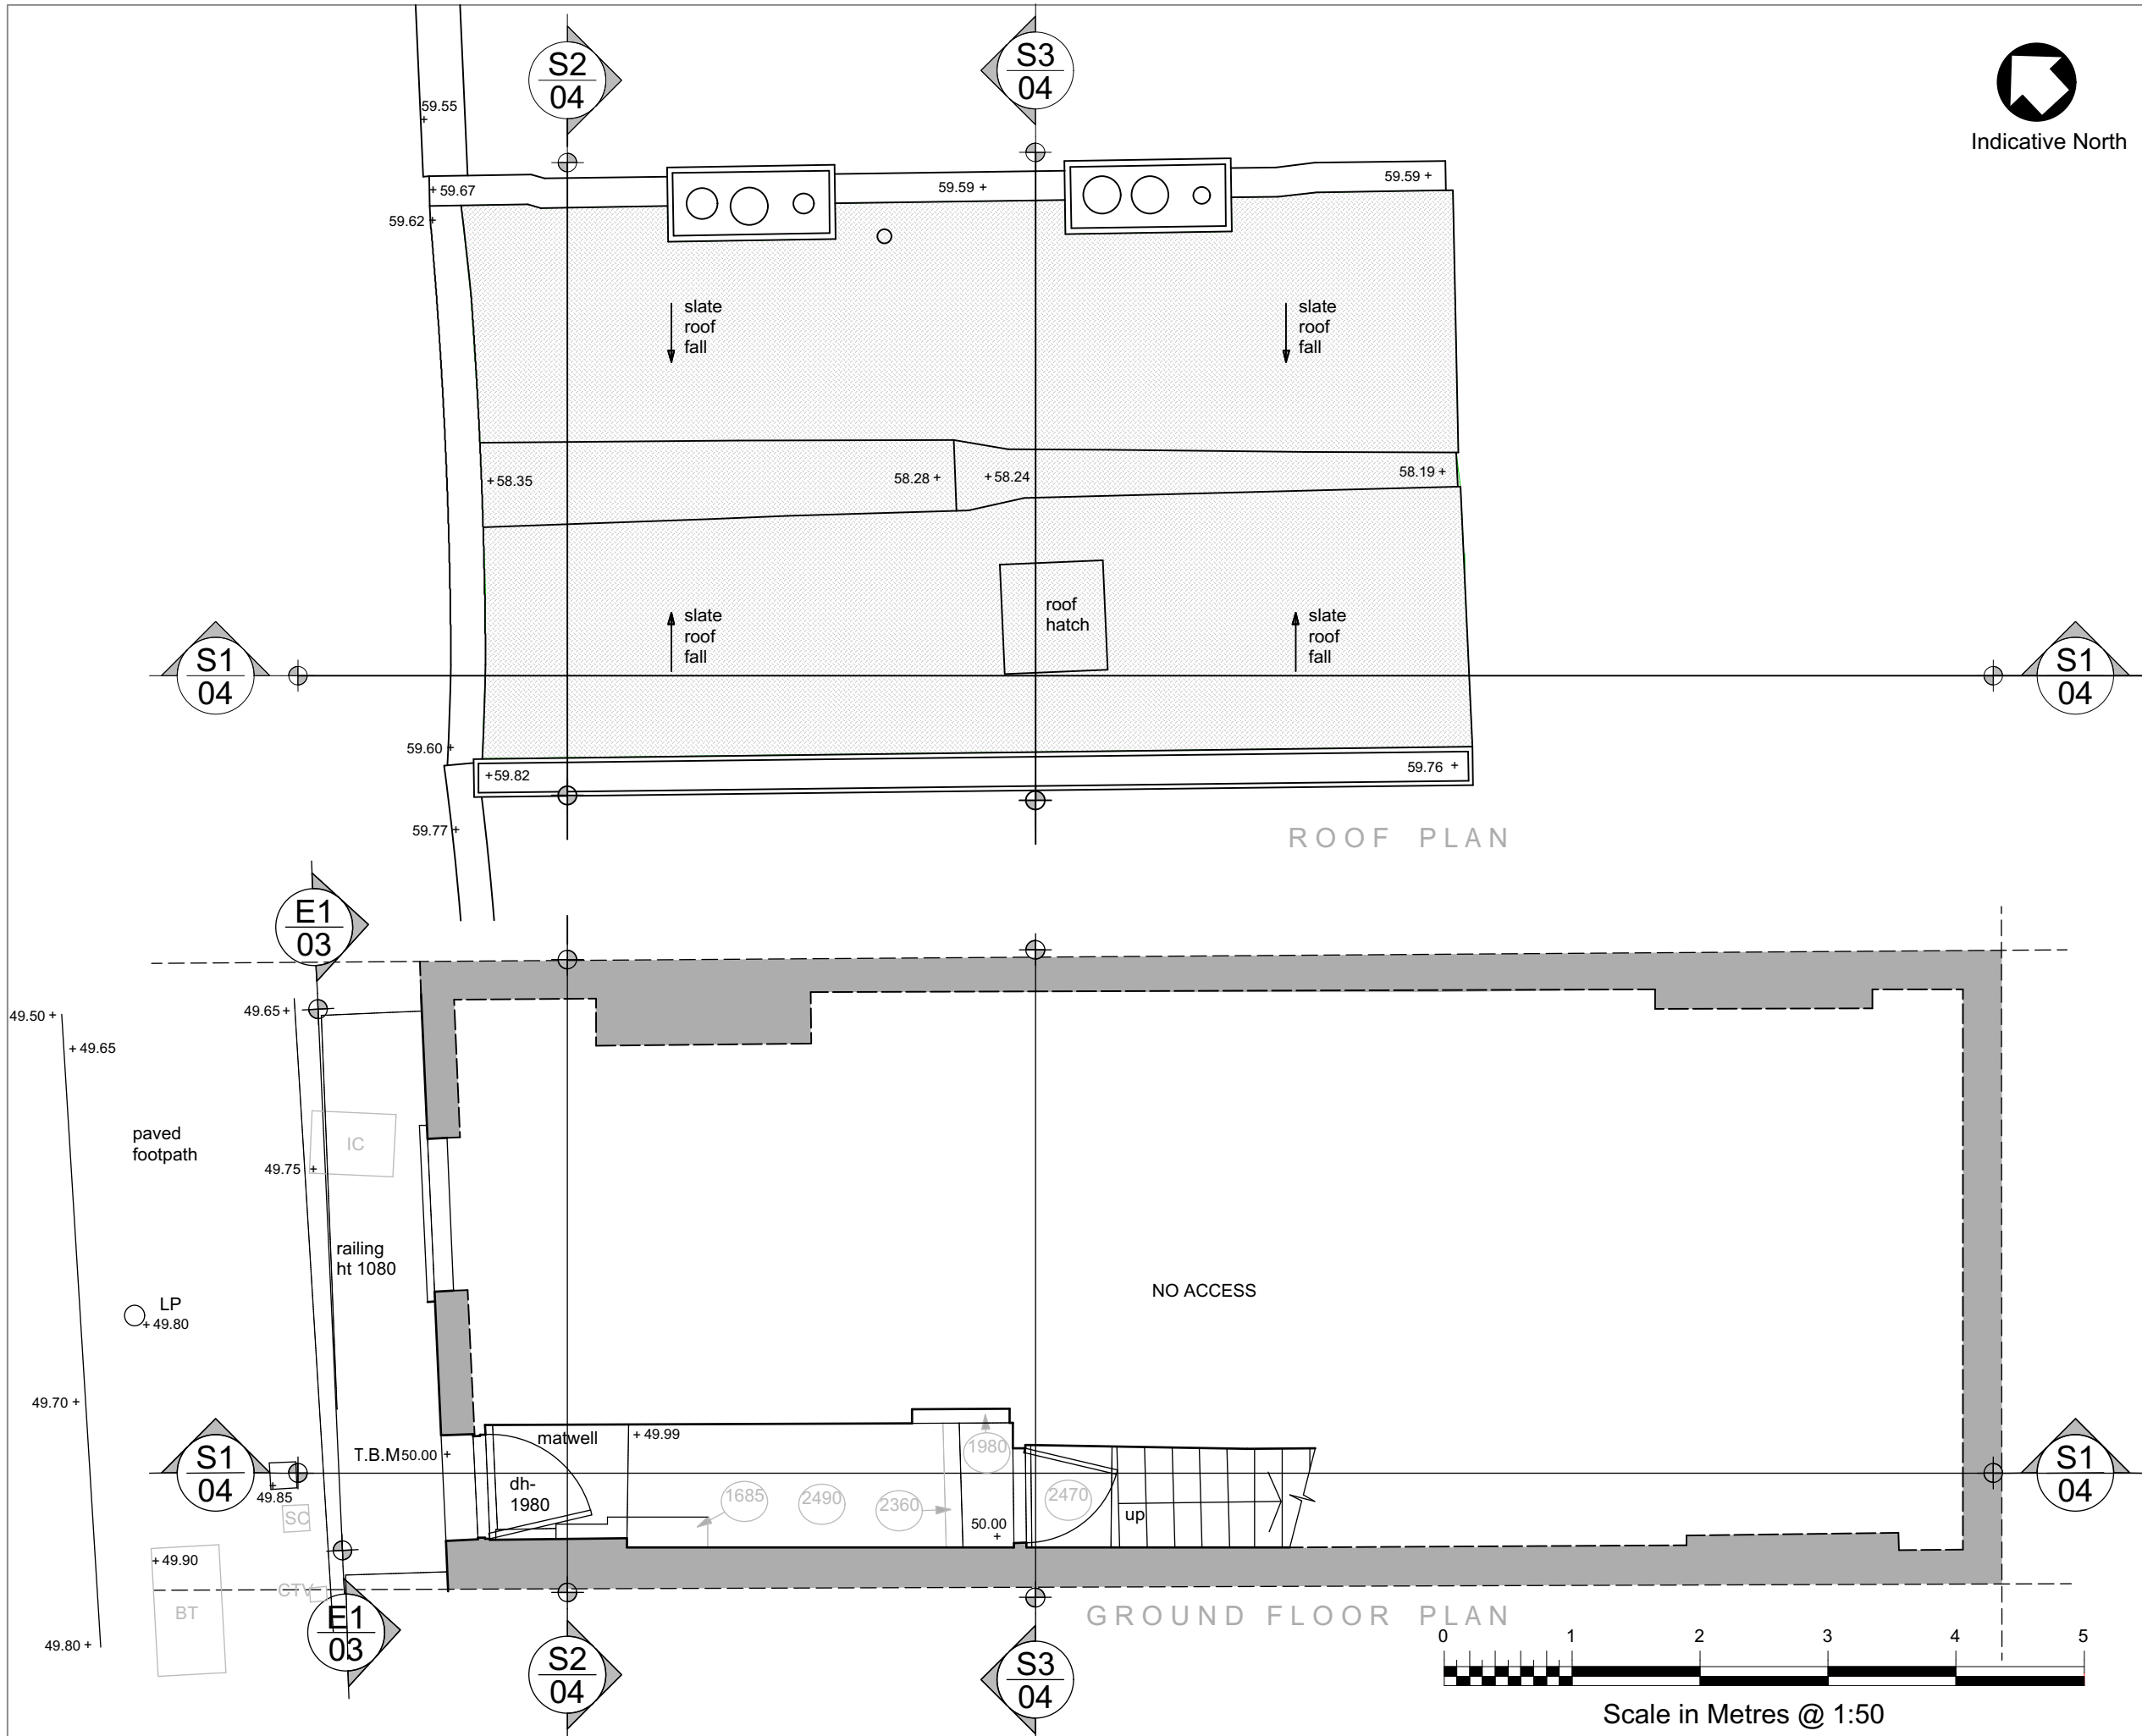 S2
04
S3
04
Indicative North
59.55
59.67
59.59
59.59
59.62
slate
roof
fall
slate
roof
fall
58.35
58.28
58.24
58.19
slate
roof
fall
roof
hatch
slate
roof
fall
S1
04
S1
04
59.60
59.82
59.76
59.77
ROOF PLAN
E1
03
49.50
49.65
49.65
paved
footpath
IC
49.75
railing
ht 1080
NO ACCESS
LP
49.80
49.70
T.B.M 50.00
matwell
49.99
1980
S1
04
S1
04
49.85
SC
dh-
1980
1685
2490
2360
2470
50.00
up
49.90
CTV
BT
E1
03
49.80
GROUND FLOOR PLAN
S2
04
S3
04
0 1 2 3 4 5
Scale in Metres @ 1:50